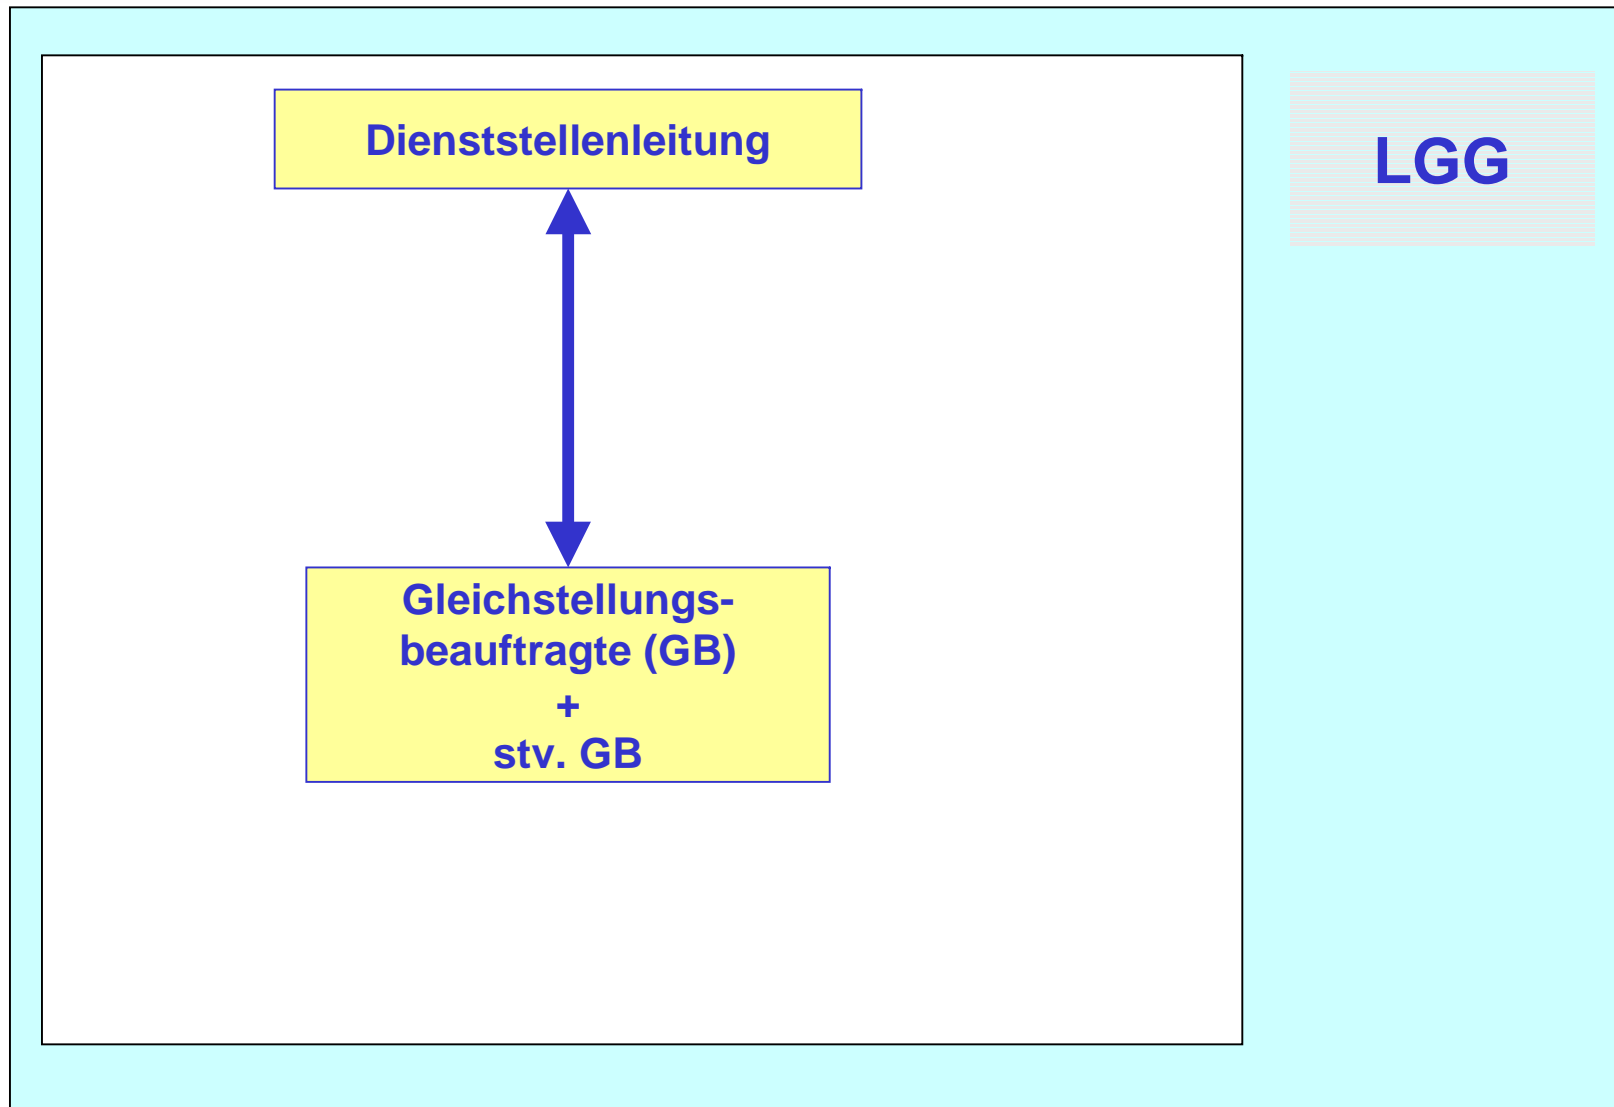 Dienststellenleitung
LGG
Gleichstellungs-
beauftragte (GB)
+
stv. GB